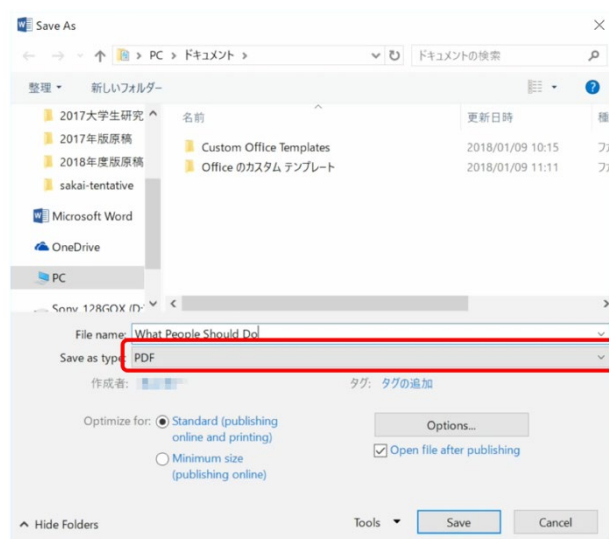 Save As
PC > ドキュメント >
ドキュメントの検索
整理
新しいフォルダー
2017大学生研究
2017年版原稿
2018年度版原稿
sakai-tentative
Microsoft Word
OneDrive
PC
Sony_128GQX (D:
名前
更新日時
種
Custom Office Templates
2018/01/09 10:15
フ
Office のカスタム テンプレート
2018/01/09 11:11
フ
File name:
What People Should Do
Save as type:
PDF
作成者:
タグ: タグの追加
Optimize for:
Standard (publishing
online and printing)
Minimum size
(publishing online)
Options...
Open file after publishing
Hide Folders
Tools
Save
Cancel